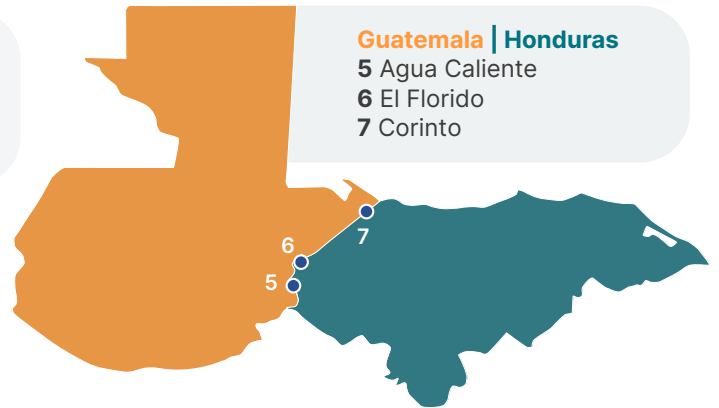 Guatemala | Honduras
5 Agua Caliente
6 El Florido
7 Corinto
7
6
5